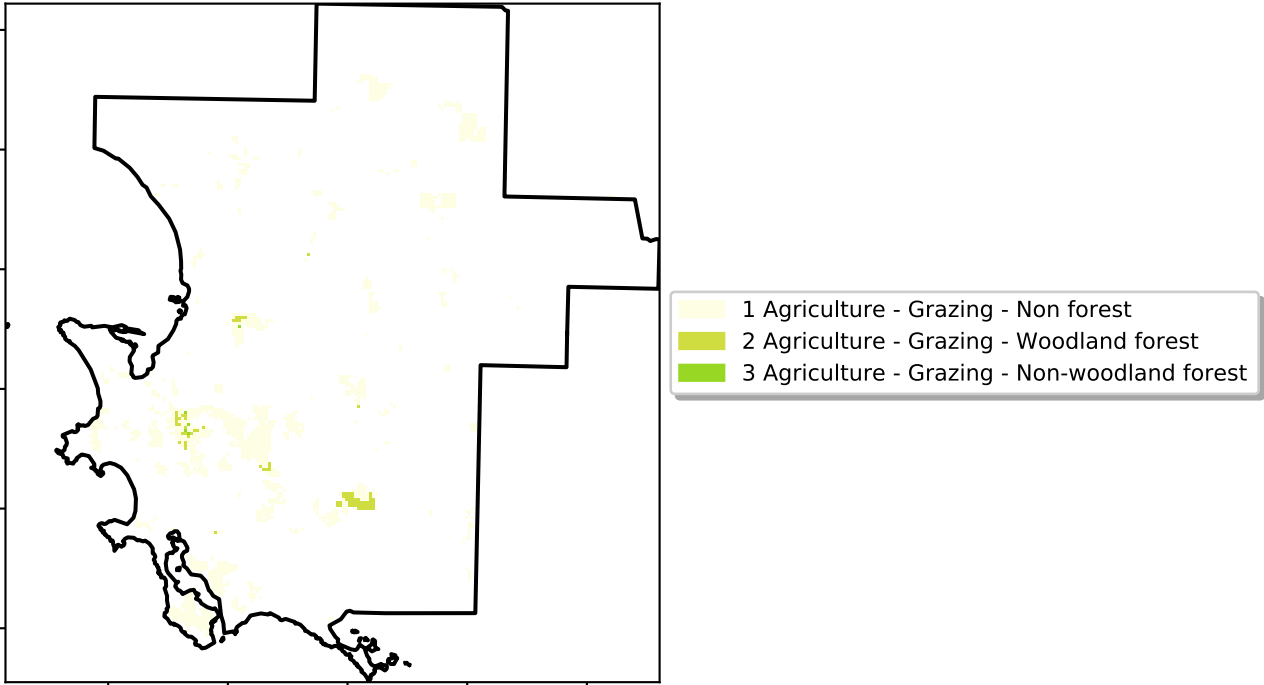 1 Agriculture - Grazing - Non forest
2 Agriculture - Grazing - Woodland forest
3 Agriculture - Grazing - Non-woodland forest